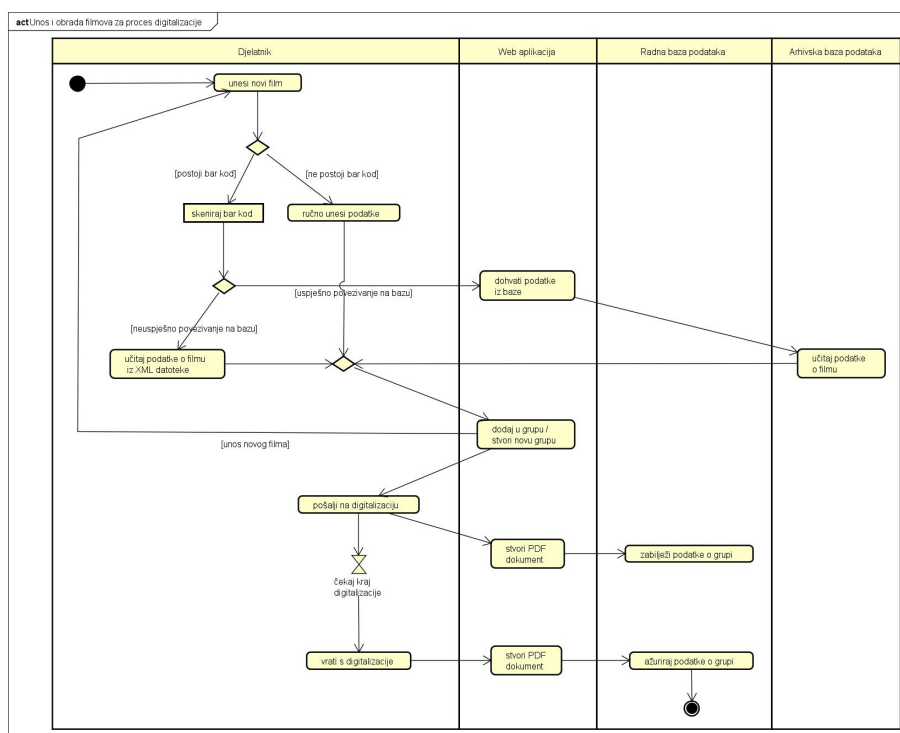 act Unos i obrada filmova za proces digitalizacije
Djelatnik
Web aplikacija
Radna baza podataka
Arhivska baza podataka
unesi novi film
[postoji bar kod]
[ne postoji bar kod]
skeniraj bar kod
ručno unesi podatke
dohvati podatke
iz baze
[uspješno povezivanje na bazu]
[neuspješno povezivanje na bazu]
učitaj podatke o filmu
iz XML datoteke
učitaj podatke
o filmu
dodaj u grupu /
stvori novu grupu
[unos novog filma]
pošalji na digitalizaciju
stvori PDF
dokument
zabilježi podatke o grupi
čekaj kraj
digitalizacije
vrati s digitalizacije
stvori PDF
dokument
ažuriraj podatke o grupi